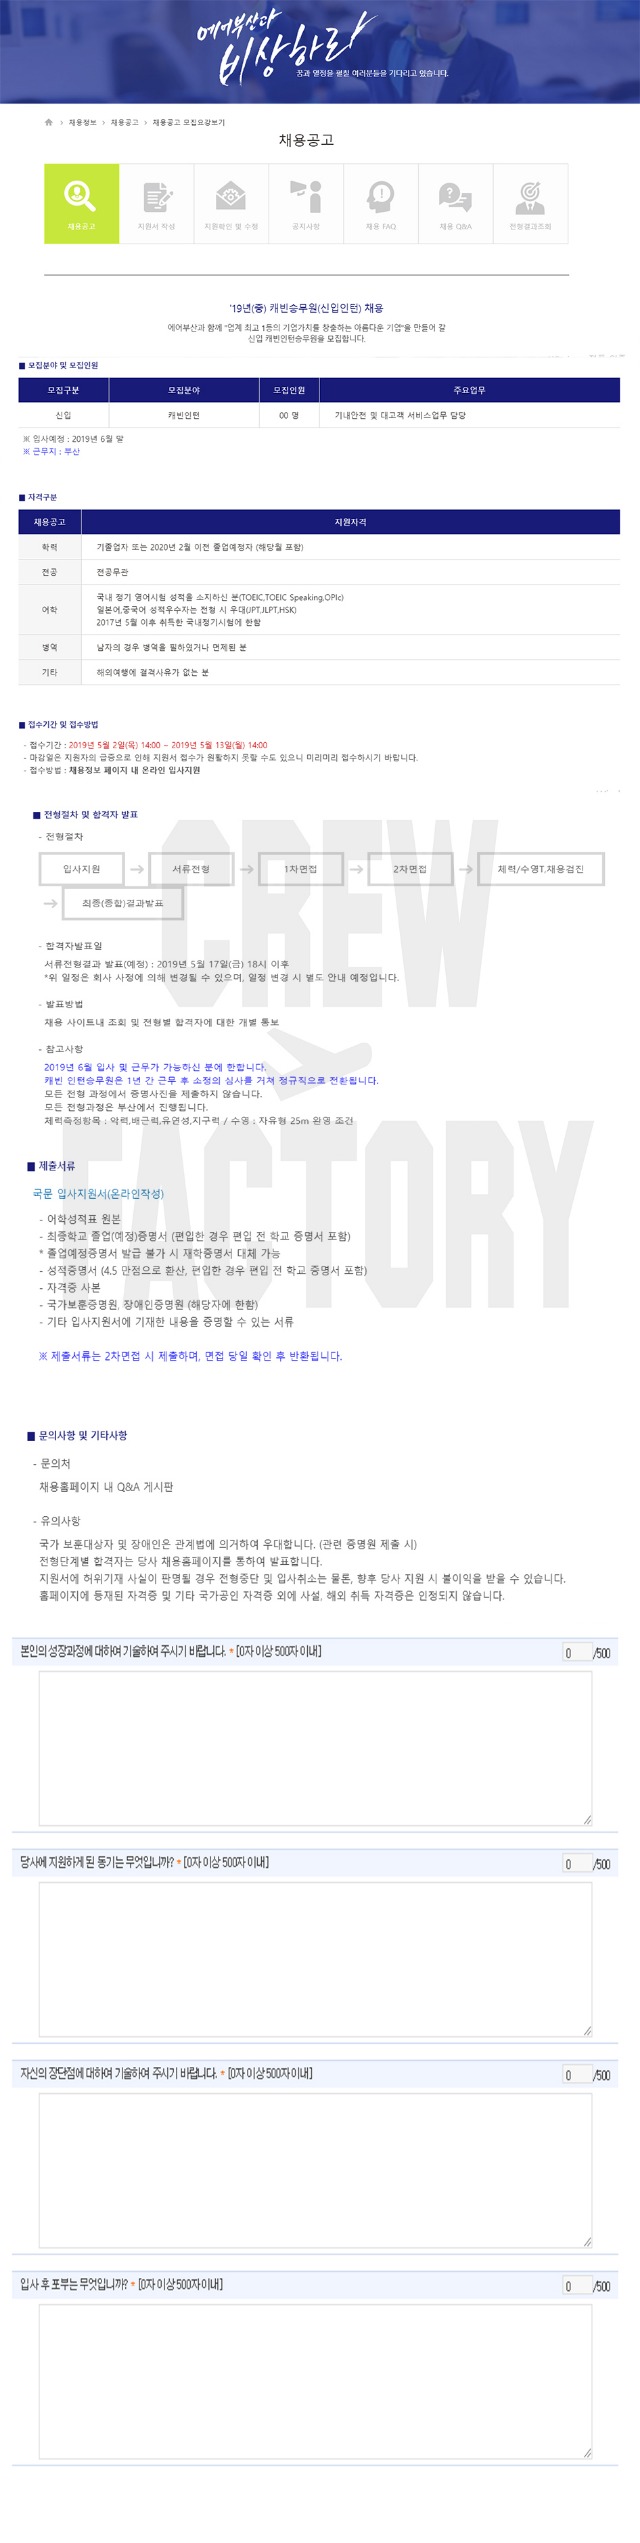 에어부산과
비상하라
꿈과 열정을 펼칠 여러분들을 기다리고 있습니다.
> 채용정보 > 채용공고 > 채용공고 모집요강보기
채용공고
채용공고 지원서 작성 지원확인 및 수정 공지사항 채용 FAQ 채용 Q&A 전형결과조회
'19년(중) 캐빈승무원(신입인턴) 채용
에어부산과 함께 "업계 최고 1등의 기업가치를 창출하는 아름다운 기업"을 만들어 갈
신입 캐빈인턴승무원을 모집합니다.
■ 모집분야 및 모집인원
모집구분 모집분야 모집인원 주요업무
신입 캐빈인턴 00 명 기내안전 및 대고객 서비스업무 담당
※ 입사예정 : 2019년 6월 말
※ 근무지 : 부산
■ 자격구분
채용공고 지원자격
학력 기졸업자 또는 2020년 2월 이전 졸업예정자 (해당월 포함)
전공 전공무관
어학 국내 정기 영어시험 성적을 소지하신 분(TOEIC,TOEIC Speaking,OPIc)
일본어,중국어 성적우수자는 전형 시 우대(JPT,JLPT,HSK)
2017년 5월 이후 취득한 국내정기시험에 한함
병역 남자의 경우 병역을 필하였거나 면제된 분
기타 해외여행에 결격사유가 없는 분
■ 접수기간 및 접수방법
- 접수기간 : 2019년 5월 2일(목) 14:00 ~ 2019년 5월 13일(월) 14:00
- 마감일은 지원자의 급증으로 인해 지원서 접수가 원활하지 못할 수도 있으니 미리미리 접수하시기 바랍니다.
- 접수방법 : 채용정보 페이지 내 온라인 입사지원
■ 전형절차 및 합격자 발표
- 전형절차
입사지원 → 서류전형 → 1차면접 → 2차면접 → 체력/수영T,채용검진
→ 최종(종합)결과발표
CREW
- 합격자발표일
서류전형결과 발표(예정) : 2019년 5월 17일(금) 18시 이후
*위 일정은 회사 사정에 의해 변경될 수 있으며, 일정 변경 시 별도 안내 예정입니다.
- 발표방법
채용 사이트내 조회 및 전형별 합격자에 대한 개별 통보
- 참고사항
2019년 6월 입사 및 근무가 가능하신 분에 한합니다.
캐빈 인턴승무원은 1년 간 근무 후 소정의 심사를 거쳐 정규직으로 전환됩니다.
모든 전형 과정에서 증명사진을 제출하지 않습니다.
모든 전형과정은 부산에서 진행됩니다.
체력측정항목 : 악력,배근력,유연성,지구력 / 수영 : 자유형 25m 완영 조건
FACTORY
■ 제출서류
국문 입사지원서(온라인작성)
- 어학성적표 원본
- 최종학교 졸업(예정)증명서 (편입한 경우 편입 전 학교 증명서 포함)
* 졸업예정증명서 발급 불가 시 재학증명서 대체 가능
- 성적증명서 (4.5 만점으로 환산, 편입한 경우 편입 전 학교 증명서 포함)
- 자격증 사본
- 국가보훈증명원, 장애인증명원 (해당자에 한함)
- 기타 입사지원서에 기재한 내용을 증명할 수 있는 서류
※ 제출서류는 2차면접 시 제출하며, 면접 당일 확인 후 반환됩니다.
■ 문의사항 및 기타사항
- 문의처
채용홈페이지 내 Q&A 게시판
- 유의사항
국가 보훈대상자 및 장애인은 관계법에 의거하여 우대합니다. (관련 증명원 제출 시)
전형단계별 합격자는 당사 채용홈페이지를 통하여 발표합니다.
지원서에 허위기재 사실이 판명될 경우 전형중단 및 입사취소는 물론, 향후 당사 지원 시 불이익을 받을 수 있습니다.
홈페이지에 등재된 자격증 및 기타 국가공인 자격증 외에 사설, 해외 취득 자격증은 인정되지 않습니다.
본인의 성장과정에 대하여 기술하여 주시기 바랍니다. * [0자 이상 500자 이내] 0 /500
당사에 지원하게 된 동기는 무엇입니까? * [0자 이상 500자 이내] 0 /500
자신의 장단점에 대하여 기술하여 주시기 바랍니다. * [0자 이상 500자 이내] 0 /500
입사 후 포부는 무엇입니까? * [0자 이상 500자 이내] 0 /500